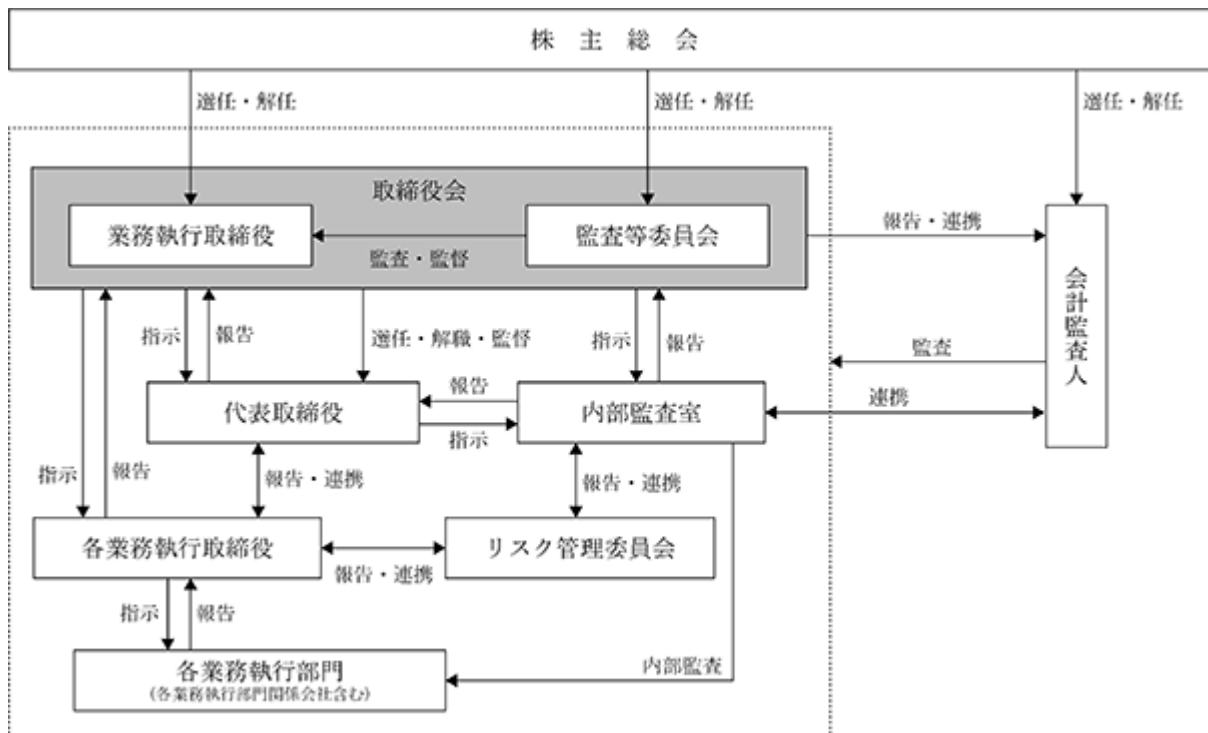 株 主 総 会
選任・解任
選任・解任
選任・解任
取締役会
業務執行取締役
監査等委員会
監査・監督
報告・連携
会計監査人
指示
報告
選任・解職・監督
指示
報告
監査
代表取締役
報告
指示
内部監査室
連携
指示
報告
報告・連携
報告・連携
各業務執行取締役
報告・連携
リスク管理委員会
指示
報告
各業務執行部門
(各業務執行部門関係会社含む)
内部監査